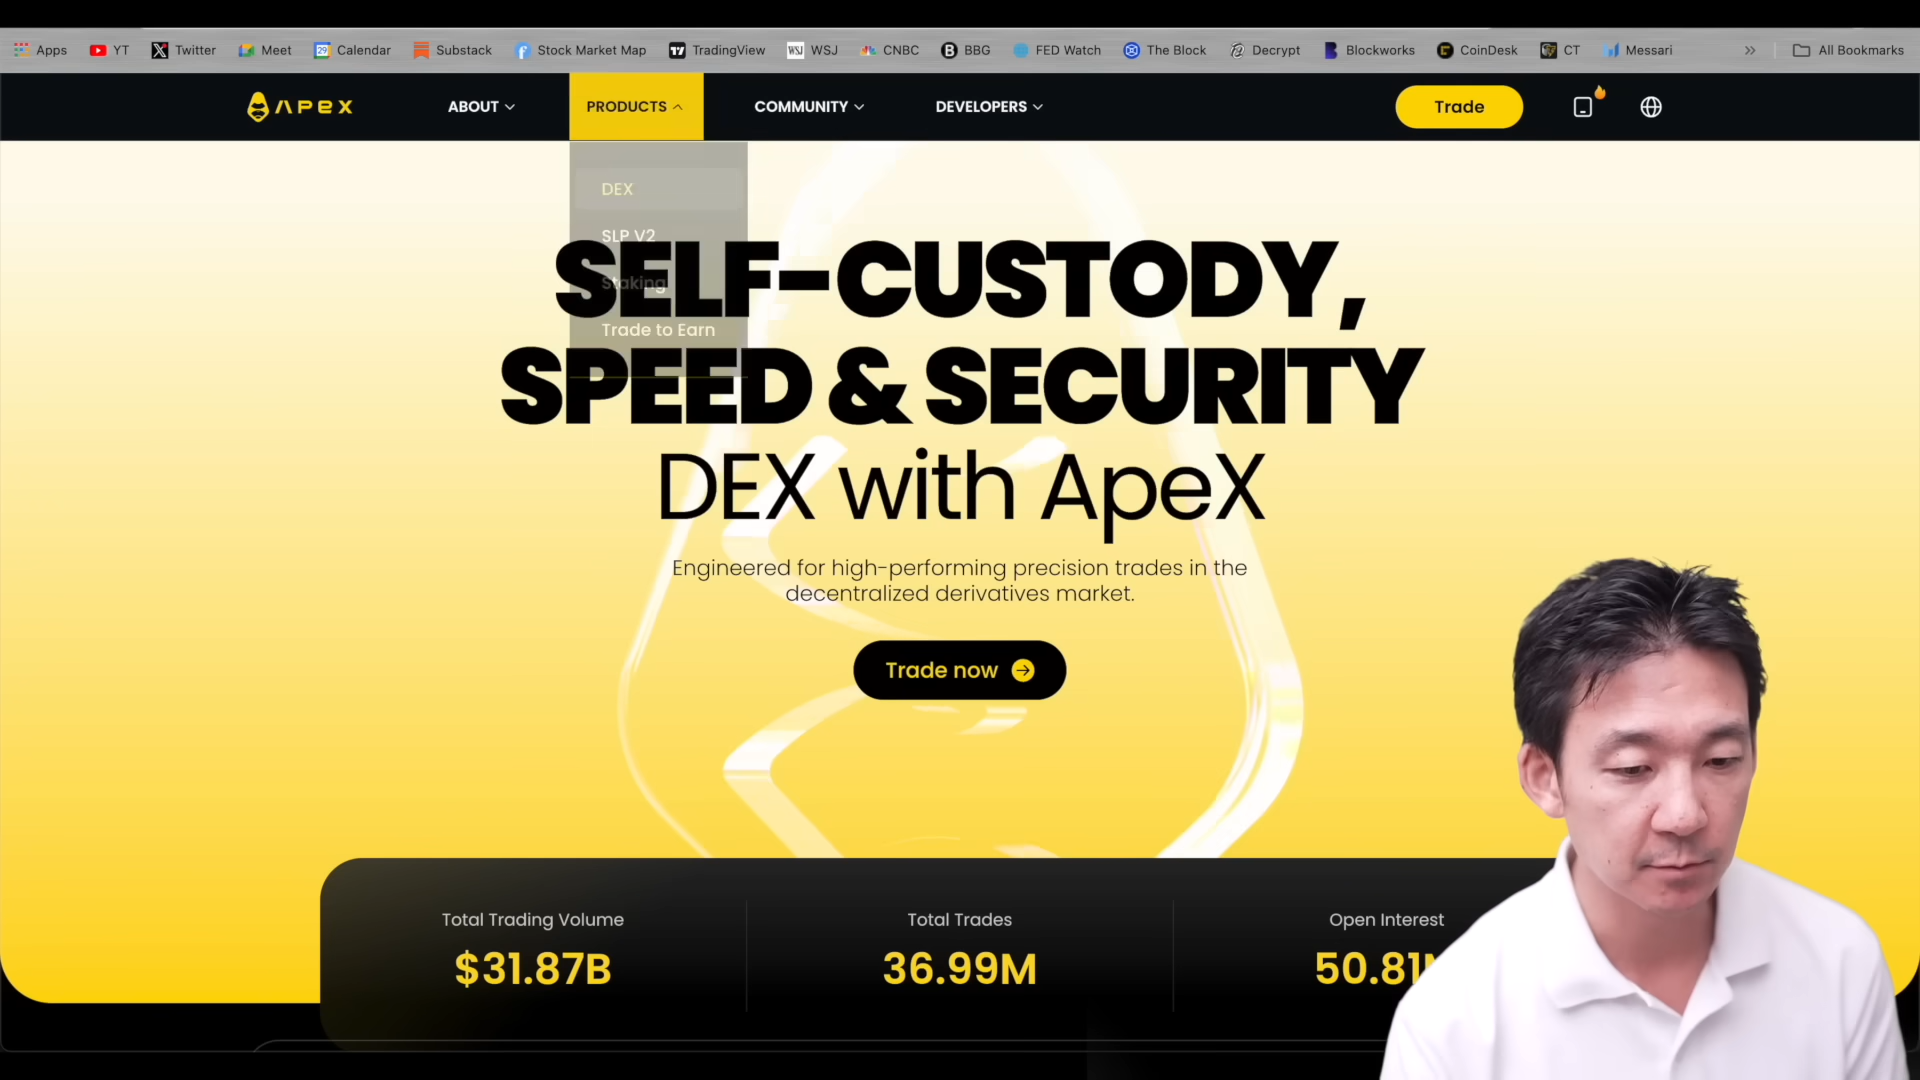 Apps YT Twitter Meet Calendar Substack Stock Market Map TradingView WSJ CNBC BBG FED Watch The Block Decrypt Blockworks CoinDesk CT Messari All Bookmarks
APEX ABOUT PRODUCTS COMMUNITY DEVELOPERS Trade
DEX
SLP V2
Staking
Trade to Earn
SELF-CUSTODY,
SPEED & SECURITY
DEX with ApeX
Engineered for high-performing precision trades in the
decentralized derivatives market.
Trade now
Total Trading Volume Total Trades Open Interest
$31.87B 36.99M 50.81M